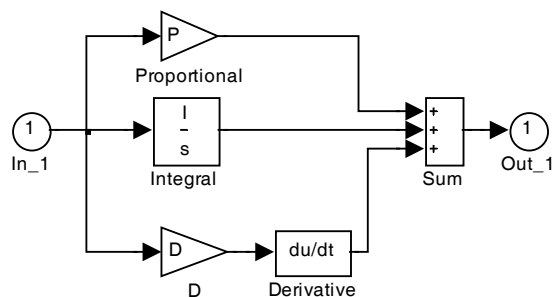 P
Proportional
1
In_1
I
s
Integral
+
+
+
Sum
1
Out_1
D
D
du/dt
Derivative